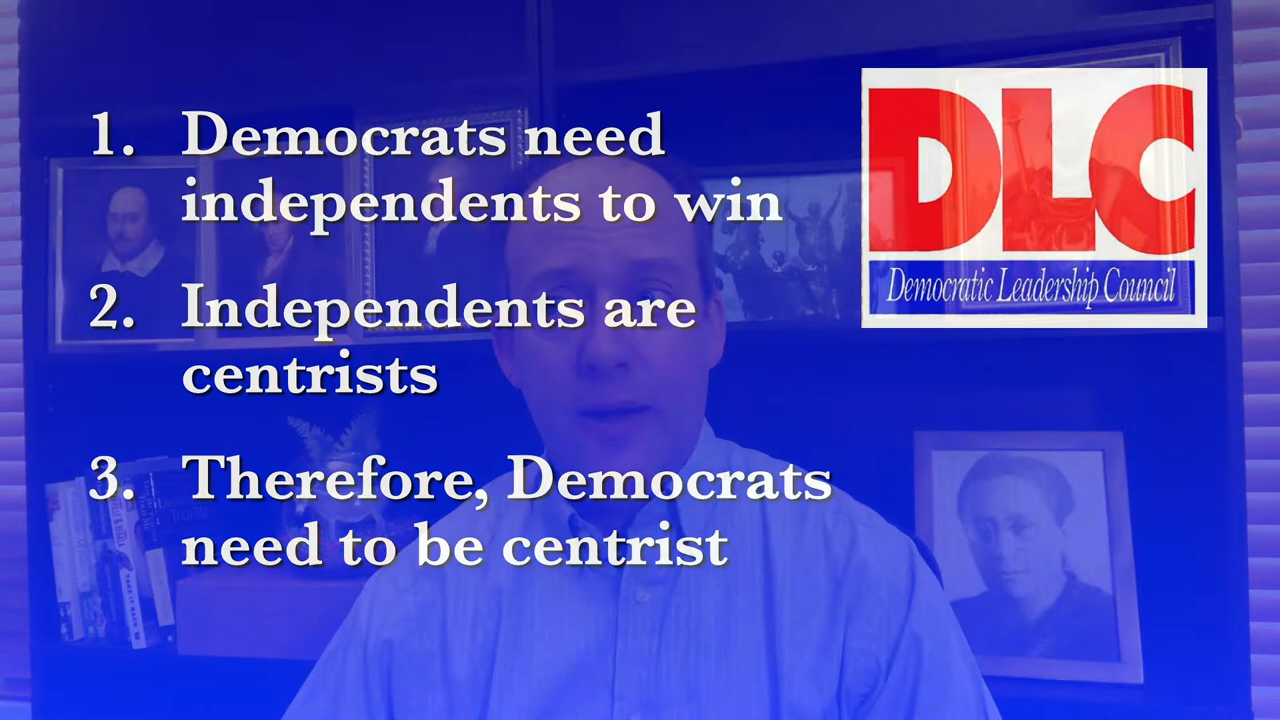 1. Democrats need
independents to win
2. Independents are
centrists
3. Therefore, Democrats
need to be centrist
DLC
Democratic Leadership Council